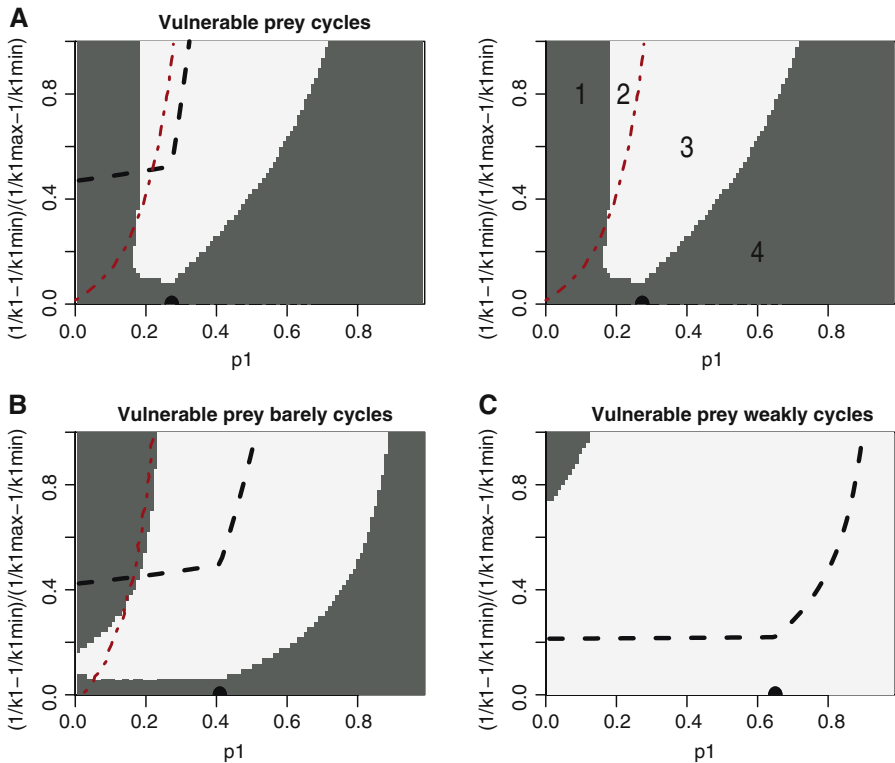 A
Vulnerable prey cycles
(1/k1−1/k1min)/(1/k1max−1/k1min)
0.8
0.4
0.0
0.0 0.2 0.4 0.6 0.8
p1
(1/k1−1/k1min)/(1/k1max−1/k1min)
0.8
0.4
0.0
1
2
3
4
0.0 0.2 0.4 0.6 0.8
p1
B
Vulnerable prey barely cycles
(1/k1−1/k1min)/(1/k1max−1/k1min)
0.8
0.4
0.0
0.0 0.2 0.4 0.6 0.8
p1
C
Vulnerable prey weakly cycles
(1/k1−1/k1min)/(1/k1max−1/k1min)
0.8
0.4
0.0
0.0 0.2 0.4 0.6 0.8
p1